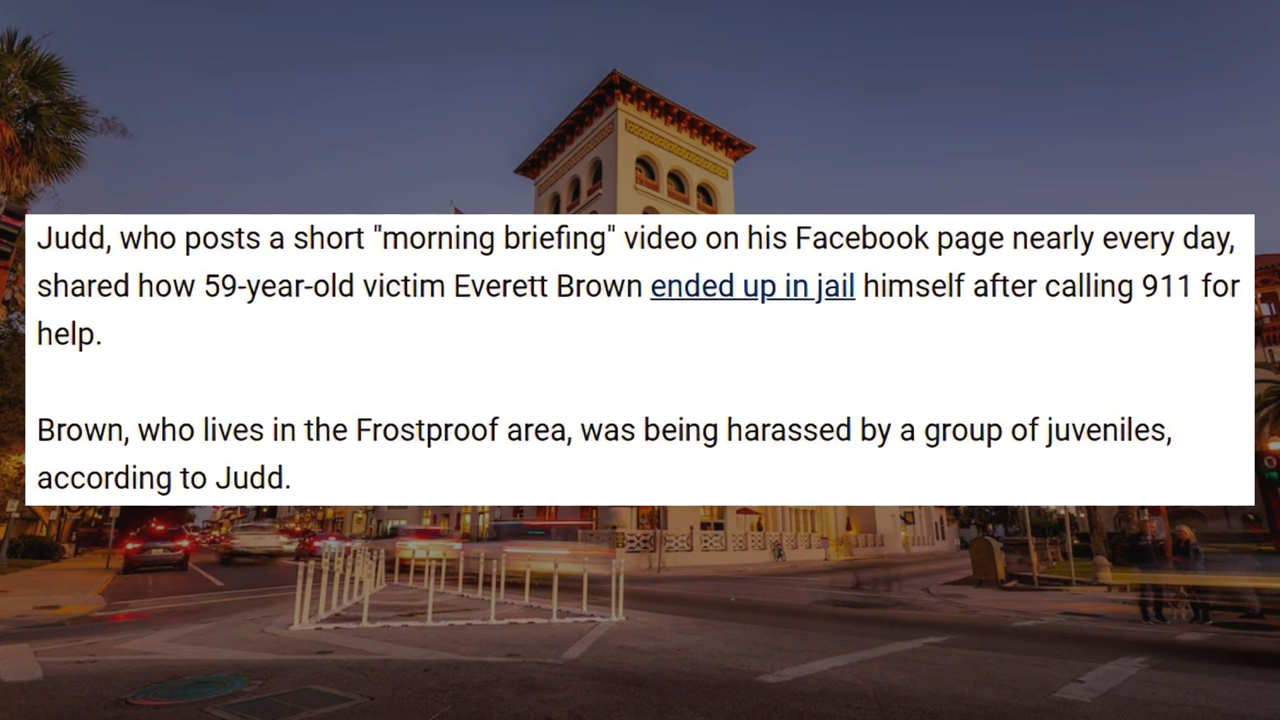 Judd, who posts a short "morning briefing" video on his Facebook page nearly every day,
shared how 59-year-old victim Everett Brown ended up in jail himself after calling 911 for
help.
Brown, who lives in the Frostproof area, was being harassed by a group of juveniles,
according to Judd.